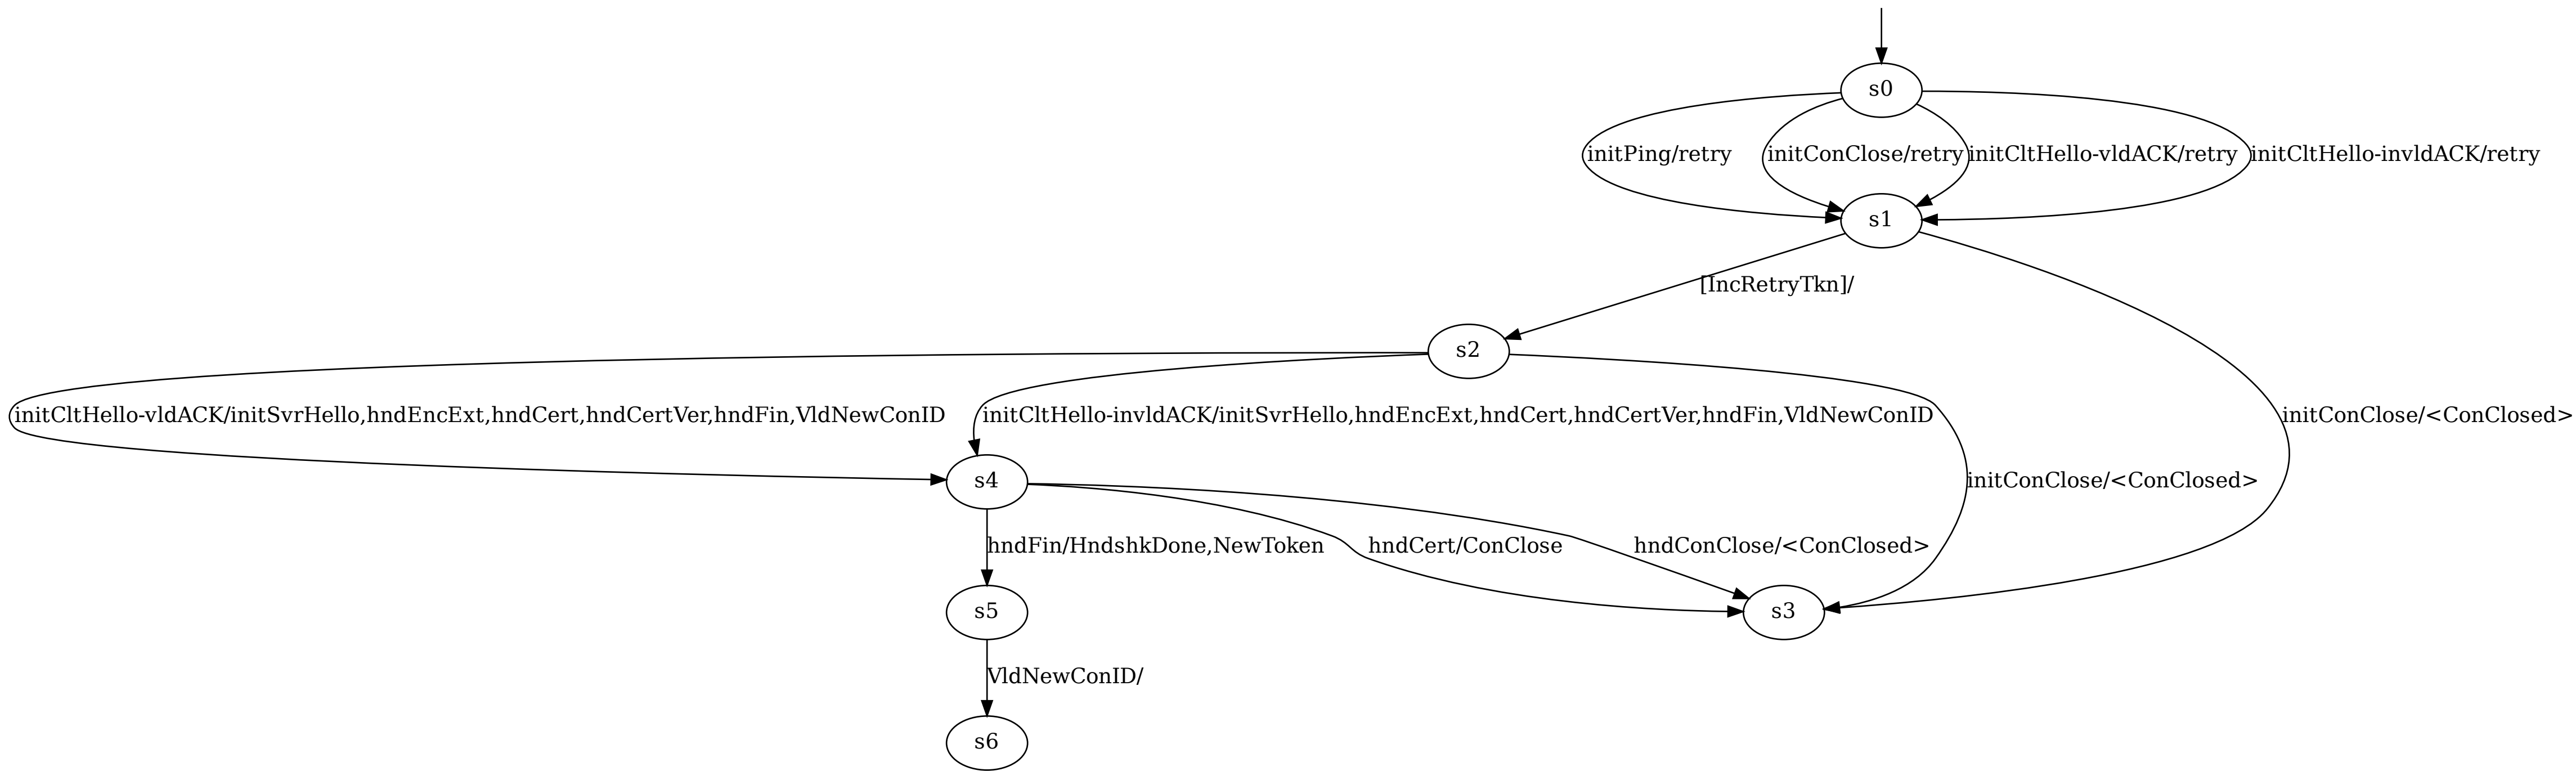 s0
initPing/retry
initConClose/retry
initCltHello-vldACK/retry
initCltHello-invldACK/retry
s1
[IncRetryTkn]/
s2
initCltHello-vldACK/initSvrHello,hndEncExt,hndCert,hndCertVer,hndFin,VldNewConID
initCltHello-invldACK/initSvrHello,hndEncExt,hndCert,hndCertVer,hndFin,VldNewConID
initConClose/<ConClosed>
s4
initConClose/<ConClosed>
hndFin/HndshkDone,NewToken
hndCert/ConClose
hndConClose/<ConClosed>
s5
s3
VldNewConID/
s6